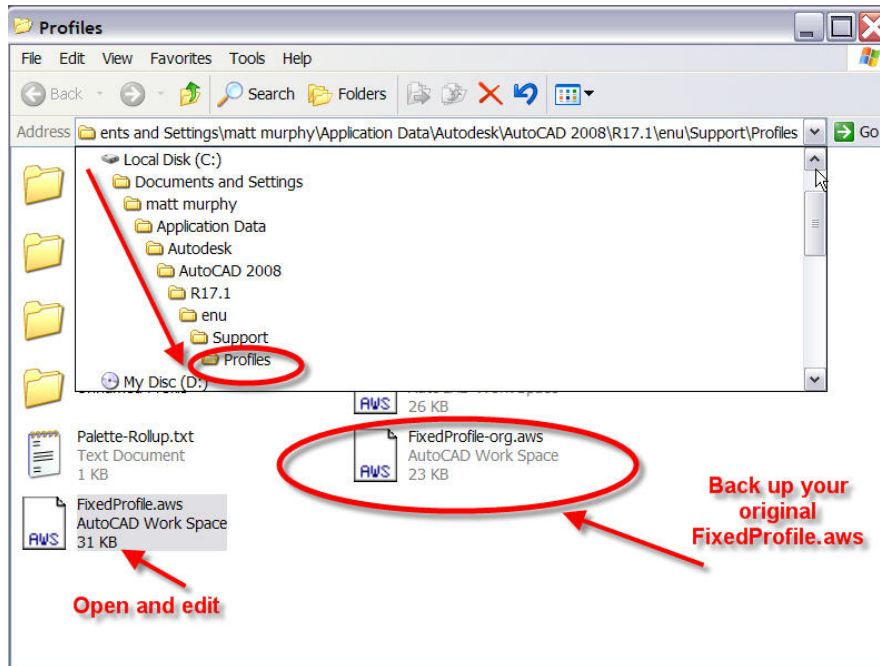 Profiles
File Edit View Favorites Tools Help
Back Search Folders
Address ents and Settings\matt murphy\Application Data\Autodesk\AutoCAD 2008\R17.1\enu\Support\Profiles Go
Local Disk (C:)
Documents and Settings
matt murphy
Application Data
Autodesk
AutoCAD 2008
R17.1
enu
Support
Profiles
My Disc (D:)
AWS 26 KB
Palette-Rollup.txt
Text Document
1 KB
FixedProfile-org.aws
AutoCAD Work Space
AWS 23 KB
FixedProfile.aws
AutoCAD Work Space
AWS 31 KB
Back up your
original
FixedProfile.aws
Open and edit